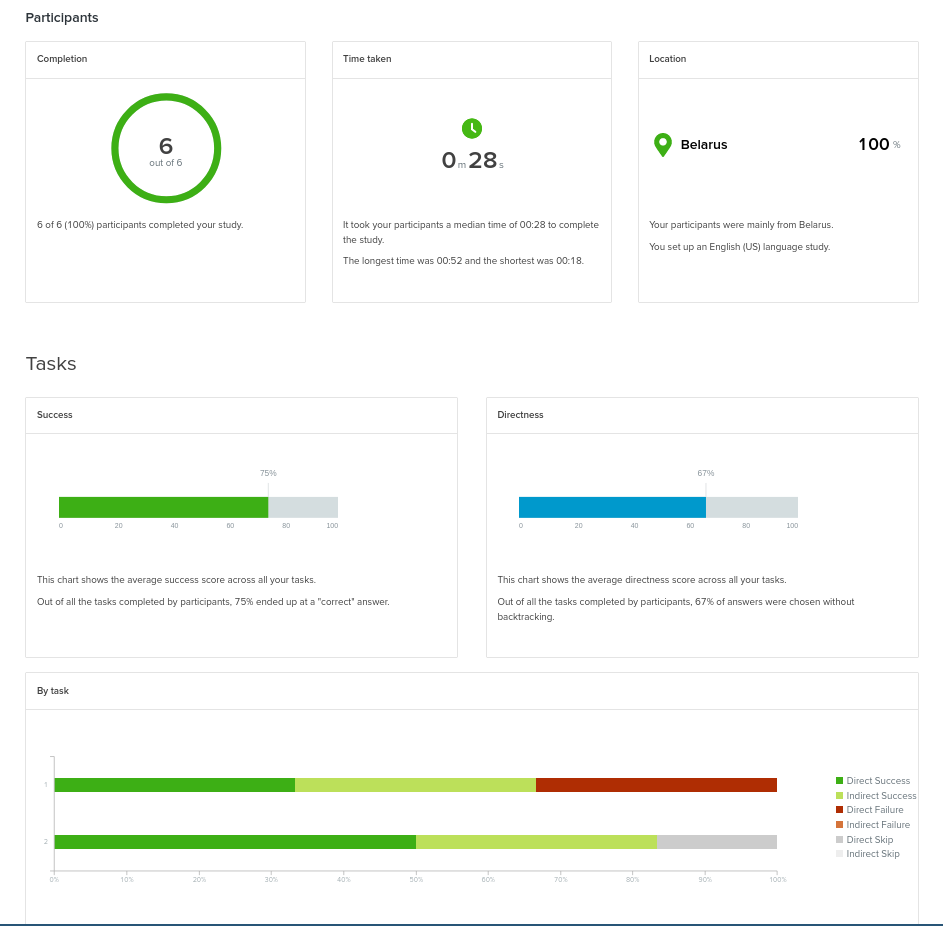 Participants
Completion
Time taken
Location
6
out of 6
0 m 28 s
Belarus
100 %
6 of 6 (100%) participants completed your study.
It took your participants a median time of 00:28 to complete
the study.
The longest time was 00:52 and the shortest was 00:18.
Your participants were mainly from Belarus.
You set up an English (US) language study.
Tasks
Success
Directness
75%
0 20 40 60 80 100
67%
0 20 40 60 80 100
This chart shows the average success score across all your tasks.
Out of all the tasks completed by participants, 75% ended up at a "correct" answer.
This chart shows the average directness score across all your tasks.
Out of all the tasks completed by participants, 67% of answers were chosen without
backtracking.
By task
1
2
0% 10% 20% 30% 40% 50% 60% 70% 80% 90% 100%
Direct Success
Indirect Success
Direct Failure
Indirect Failure
Direct Skip
Indirect Skip